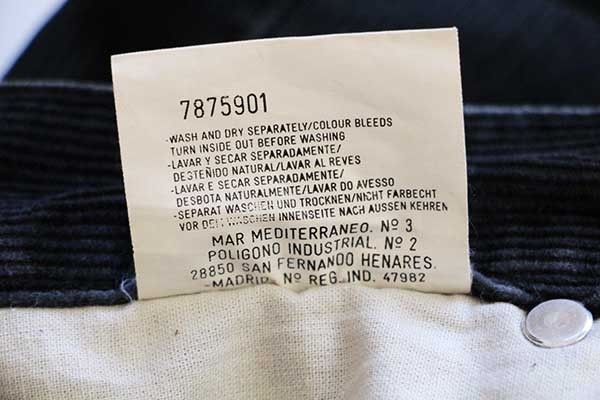 7875901
-WASH AND DRY SEPARATELY/COLOUR BLEEDS
TURN INSIDE OUT BEFORE WASHING
-LAVAR Y SECAR SEPARADAMENTE/
DESTEÑIDO NATURAL/LAVAR AL REVES
-LAVAR E SECAR SEPARADAMENTE/
DESBOTA NATURALMENTE/LAVAR DO AVESSO
-SEPARAT WASCHEN UND TROCKNEN/NICHT FARBECHT
VOR DEM WASCHEN INNENSEITE NACH AUSSEN KEHREN
MAR MEDITERRANEO. Nº 3
POLIGONO INDUSTRIAL. Nº 2
28850 SAN FERNANDO HENARES.
-MADRID. Nº REG. IND. 47982